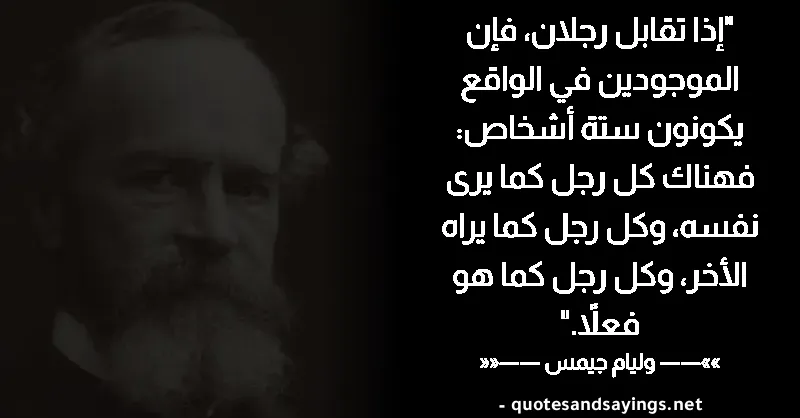 "إذا تقابل رجلان، فإن
الموجودين في الواقع
يكونون ستة أشخاص:
فهناك كل رجل كما يرى
نفسه، وكل رجل كما يراه
الأخر، وكل رجل كما هو
فعلًا."
»»—— وليام جيمس ——««
- quotesandsayings.net